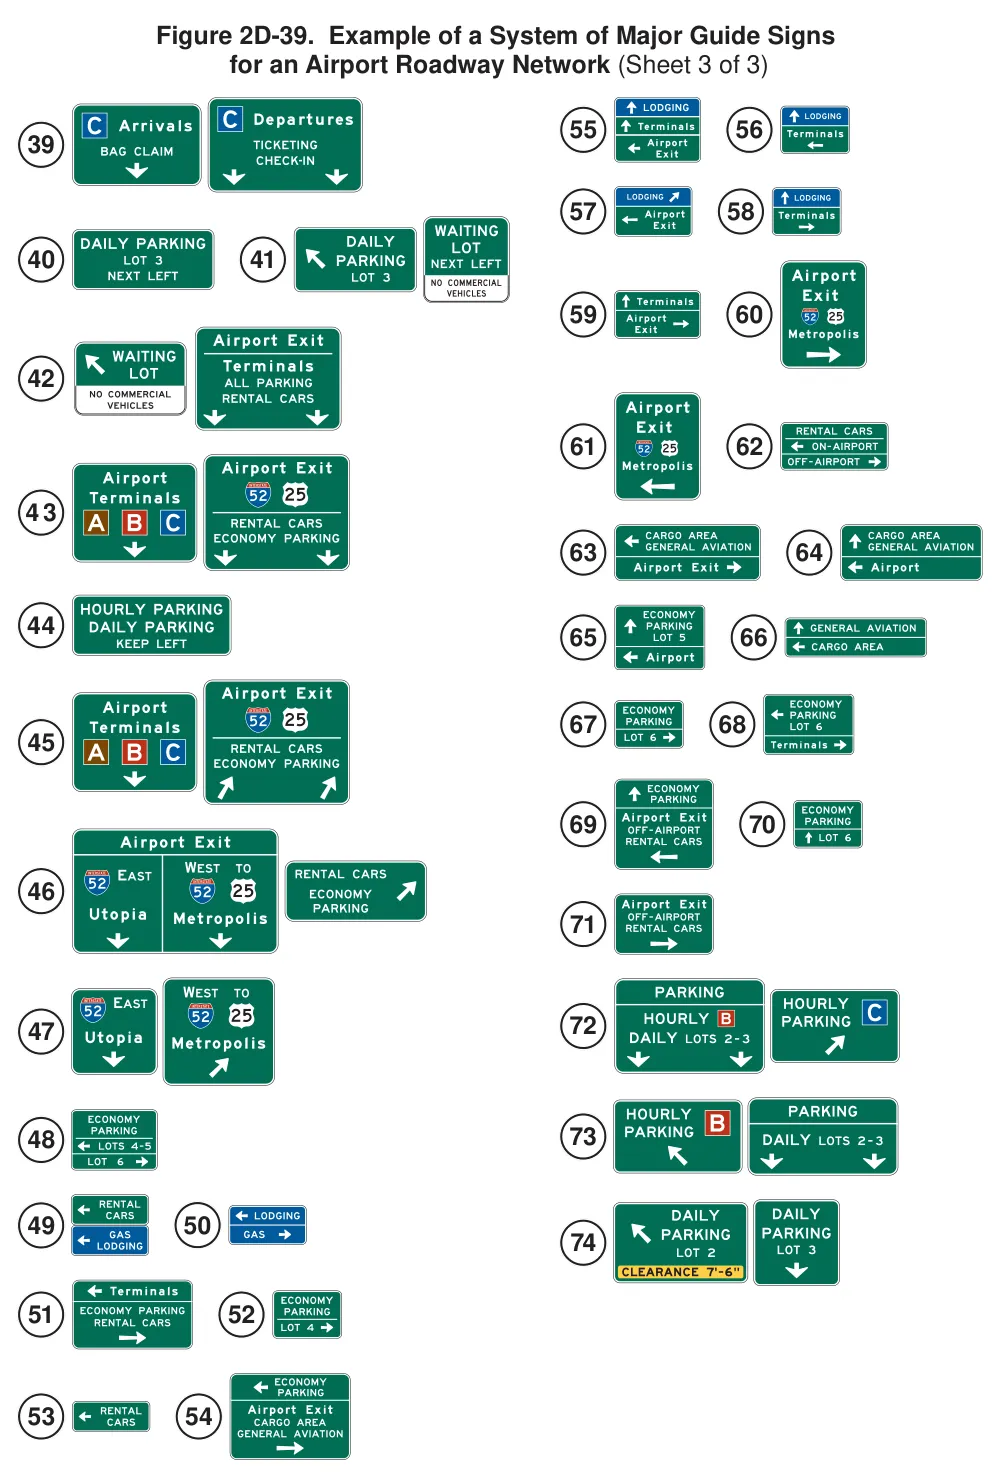 Figure 2D-39. Example of a System of Major Guide Signs
for an Airport Roadway Network (Sheet 3 of 3)
39
C Arrivals
BAG CLAIM
C Departures
TICKETING
CHECK-IN
40
DAILY PARKING
LOT 3
NEXT LEFT
41
DAILY
PARKING
LOT 3
WAITING
LOT
NEXT LEFT
NO COMMERCIAL
VEHICLES
42
WAITING
LOT
NO COMMERCIAL
VEHICLES
Airport Exit
Terminals
ALL PARKING
RENTAL CARS
43
Airport
Terminals
A B C
Airport Exit
52 25
RENTAL CARS
ECONOMY PARKING
44
HOURLY PARKING
DAILY PARKING
KEEP LEFT
45
Airport
Terminals
A B C
Airport Exit
52 25
RENTAL CARS
ECONOMY PARKING
46
Airport Exit
52 EAST
Utopia
WEST TO
52 25
Metropolis
RENTAL CARS
ECONOMY
PARKING
47
52 EAST
Utopia
WEST TO
52 25
Metropolis
48
ECONOMY
PARKING
LOTS 4-5
LOT 6
49
RENTAL
CARS
GAS
LODGING
50
LODGING
GAS
51
Terminals
ECONOMY PARKING
RENTAL CARS
52
ECONOMY
PARKING
LOT 4
53
RENTAL
CARS
54
ECONOMY
PARKING
Airport Exit
CARGO AREA
GENERAL AVIATION
55
LODGING
Terminals
Airport
Exit
56
LODGING
Terminals
57
LODGING
Airport
Exit
58
LODGING
Terminals
59
Terminals
Airport
Exit
60
Airport
Exit
52 25
Metropolis
61
Airport
Exit
52 25
Metropolis
62
RENTAL CARS
ON-AIRPORT
OFF-AIRPORT
63
CARGO AREA
GENERAL AVIATION
Airport Exit
64
CARGO AREA
GENERAL AVIATION
Airport
65
ECONOMY
PARKING
LOT 5
Airport
66
GENERAL AVIATION
CARGO AREA
67
ECONOMY
PARKING
LOT 6
68
ECONOMY
PARKING
LOT 6
Terminals
69
ECONOMY
PARKING
Airport Exit
OFF-AIRPORT
RENTAL CARS
70
ECONOMY
PARKING
LOT 6
71
Airport Exit
OFF-AIRPORT
RENTAL CARS
72
PARKING
HOURLY B
DAILY LOTS 2-3
HOURLY
PARKING C
73
HOURLY
PARKING B
PARKING
DAILY LOTS 2-3
74
DAILY
PARKING
LOT 2
CLEARANCE 7'-6"
DAILY
PARKING
LOT 3